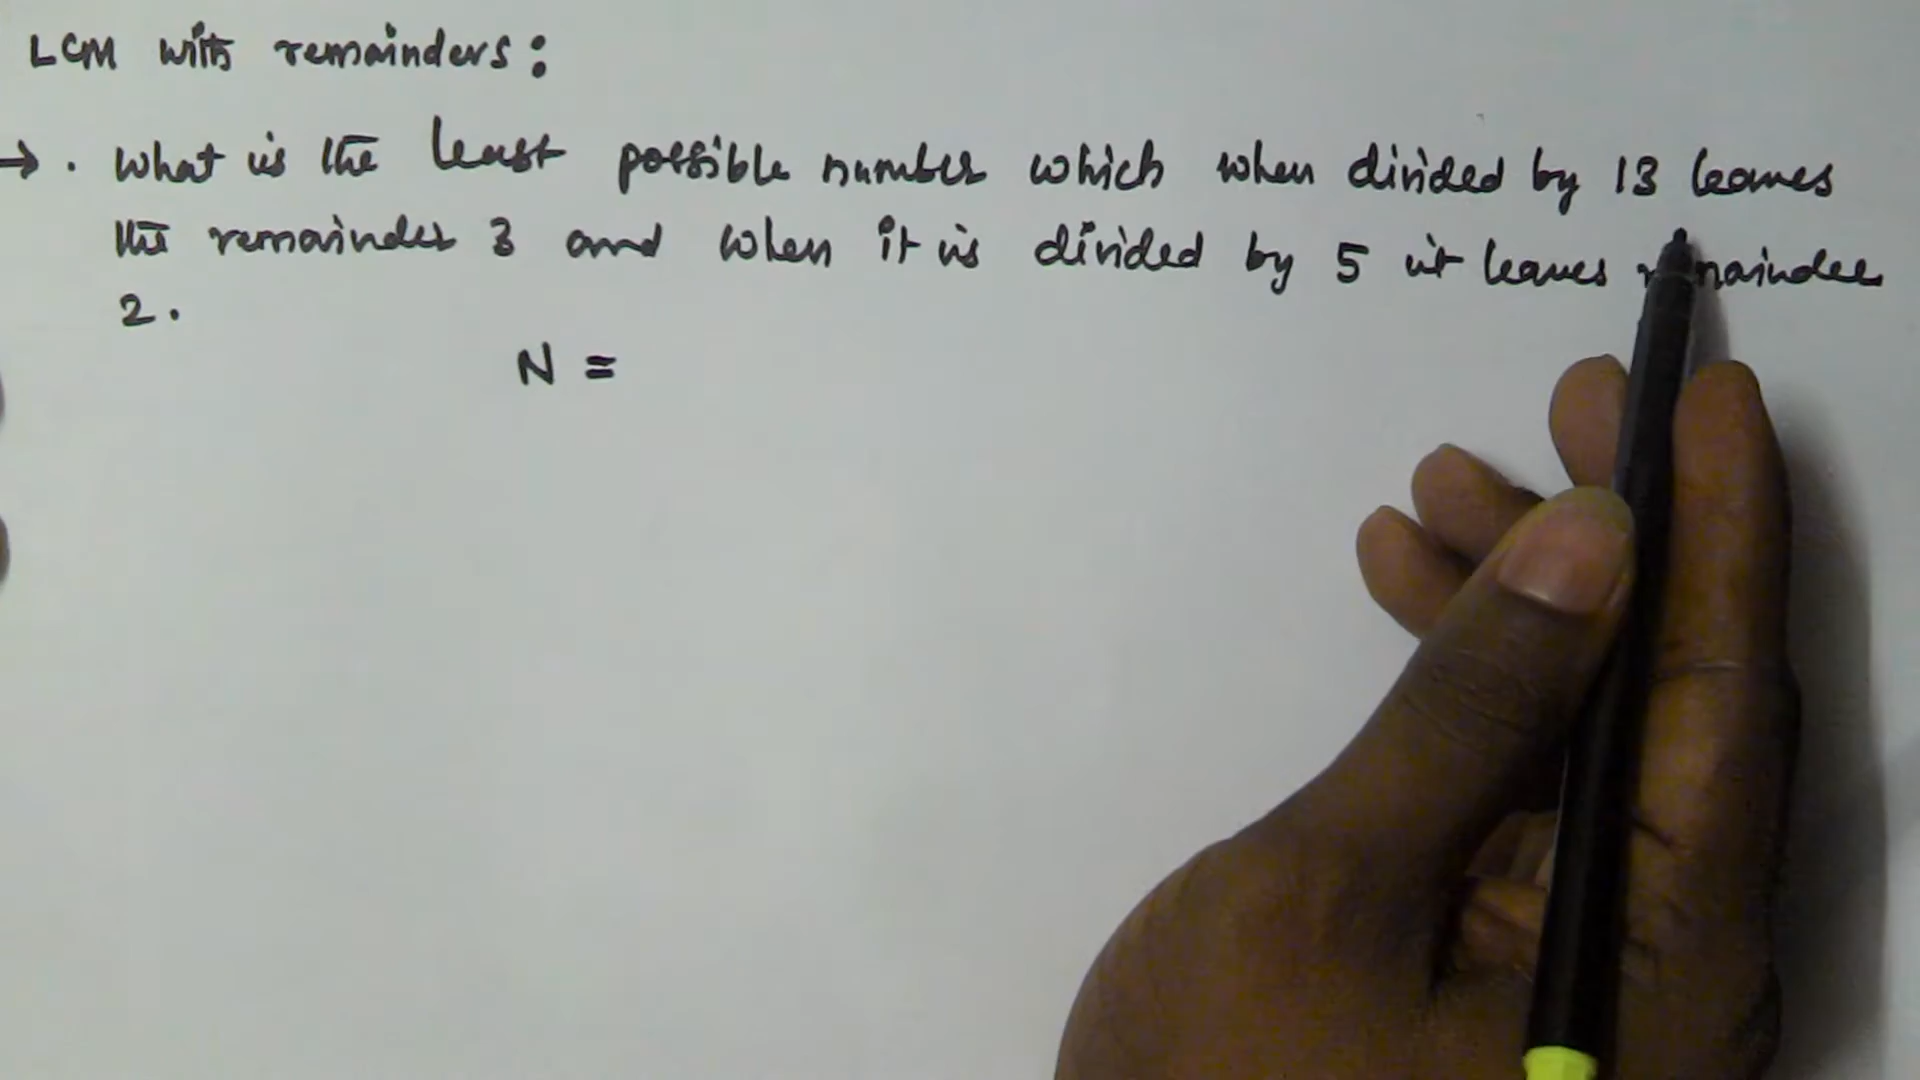 LCM with remainders:
→ . What is the least possible number which when divided by 13 leaves
the remainder 3 and when it is divided by 5 it leaves remainder
2.
N =